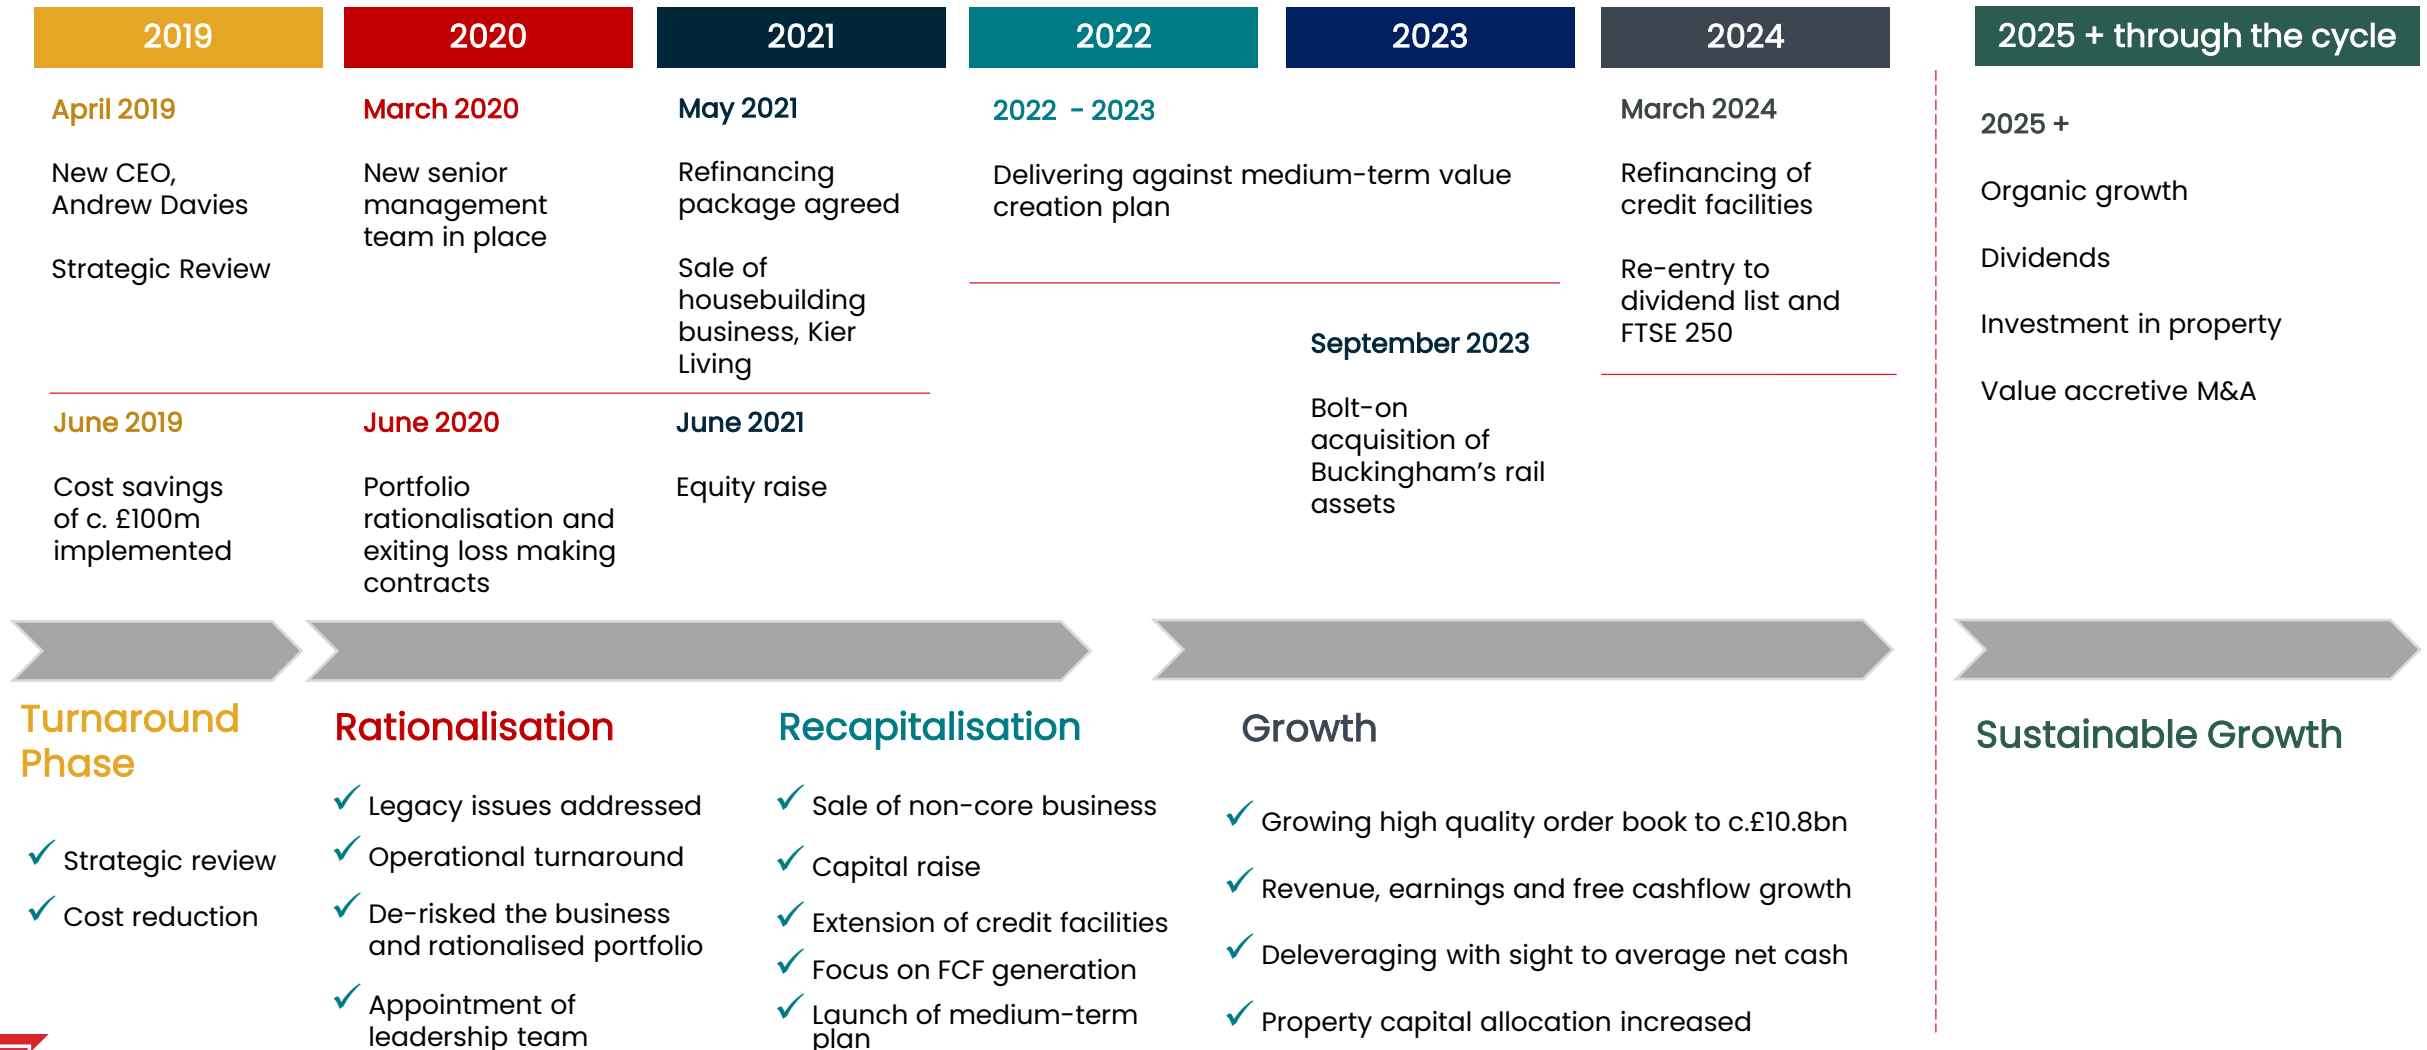 2019
2020
2021
2022
2023
2024
2025 + through the cycle
April 2019
New CEO,
Andrew Davies
Strategic Review
March 2020
New senior
management
team in place
May 2021
Refinancing
package agreed
Sale of
housebuilding
business, Kier
Living
2022 - 2023
Delivering against medium-term value
creation plan
March 2024
Refinancing of
credit facilities
Re-entry to
dividend list and
FTSE 250
2025 +
Organic growth
Dividends
Investment in property
Value accretive M&A
June 2019
Cost savings
of c. £100m
implemented
June 2020
Portfolio
rationalisation and
exiting loss making
contracts
June 2021
Equity raise
September 2023
Bolt-on
acquisition of
Buckingham’s rail
assets
Turnaround
Phase
Strategic review
Cost reduction
Rationalisation
Legacy issues addressed
Operational turnaround
De-risked the business
and rationalised portfolio
Appointment of
leadership team
Recapitalisation
Sale of non-core business
Capital raise
Extension of credit facilities
Focus on FCF generation
Launch of medium-term
plan
Growth
Growing high quality order book to c.£10.8bn
Revenue, earnings and free cashflow growth
Deleveraging with sight to average net cash
Property capital allocation increased
Sustainable Growth